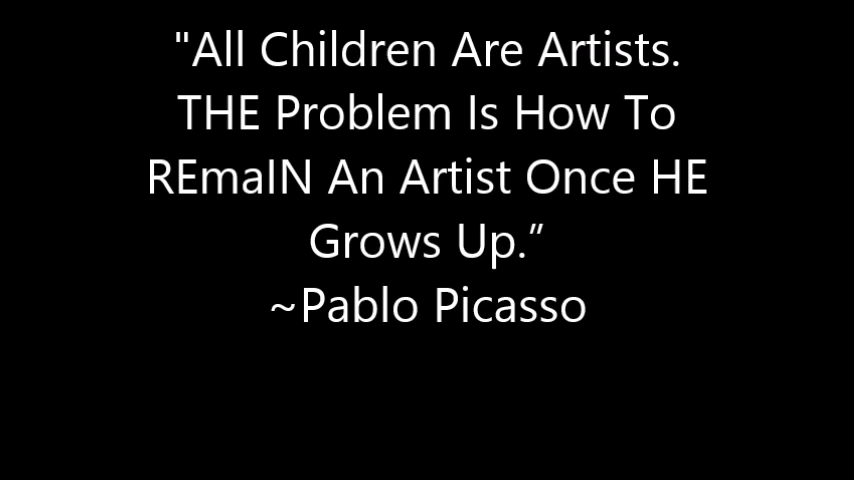 "All Children Are Artists.
THE Problem Is How To
REmaIN An Artist Once HE
Grows Up.”
~Pablo Picasso